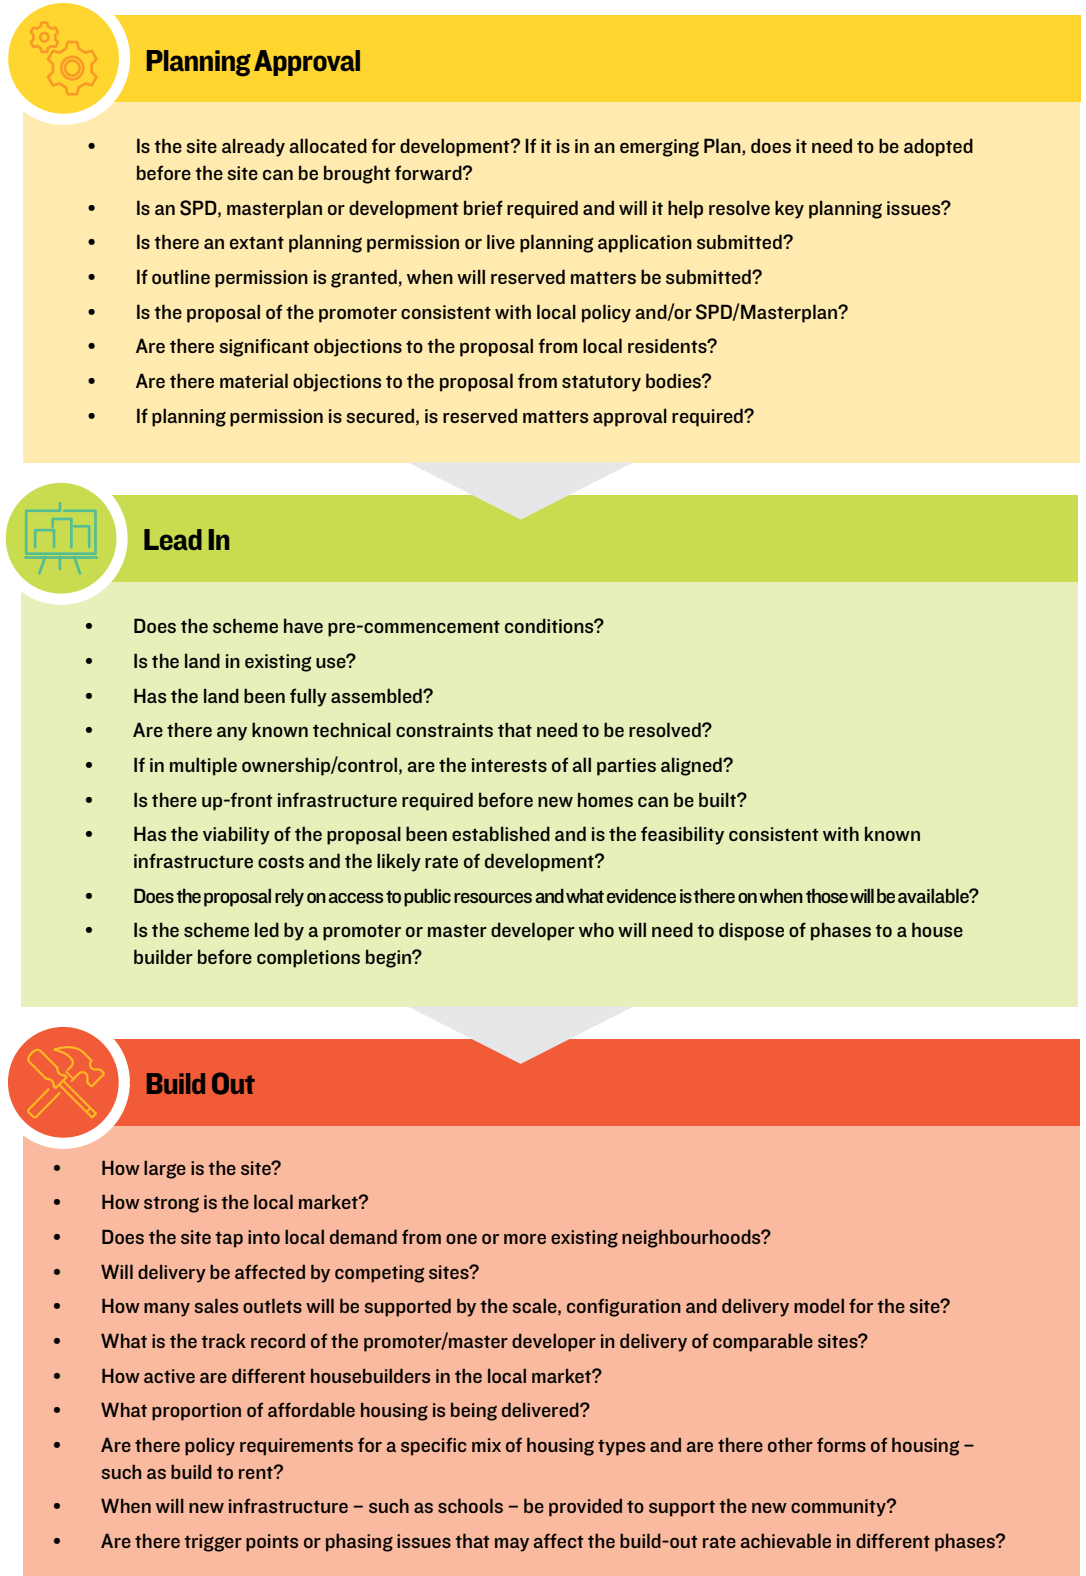 Planning Approval
• Is the site already allocated for development? If it is in an emerging Plan, does it need to be adopted
before the site can be brought forward?
• Is an SPD, masterplan or development brief required and will it help resolve key planning issues?
• Is there an extant planning permission or live planning application submitted?
• If outline permission is granted, when will reserved matters be submitted?
• Is the proposal of the promoter consistent with local policy and/or SPD/Masterplan?
• Are there significant objections to the proposal from local residents?
• Are there material objections to the proposal from statutory bodies?
• If planning permission is secured, is reserved matters approval required?
Lead In
• Does the scheme have pre-commencement conditions?
• Is the land in existing use?
• Has the land been fully assembled?
• Are there any known technical constraints that need to be resolved?
• If in multiple ownership/control, are the interests of all parties aligned?
• Is there up-front infrastructure required before new homes can be built?
• Has the viability of the proposal been established and is the feasibility consistent with known
infrastructure costs and the likely rate of development?
• Does the proposal rely on access to public resources and what evidence is there on when those will be available?
• Is the scheme led by a promoter or master developer who will need to dispose of phases to a house
builder before completions begin?
Build Out
• How large is the site?
• How strong is the local market?
• Does the site tap into local demand from one or more existing neighbourhoods?
• Will delivery be affected by competing sites?
• How many sales outlets will be supported by the scale, configuration and delivery model for the site?
• What is the track record of the promoter/master developer in delivery of comparable sites?
• How active are different housebuilders in the local market?
• What proportion of affordable housing is being delivered?
• Are there policy requirements for a specific mix of housing types and are there other forms of housing –
such as build to rent?
• When will new infrastructure – such as schools – be provided to support the new community?
• Are there trigger points or phasing issues that may affect the build-out rate achievable in different phases?